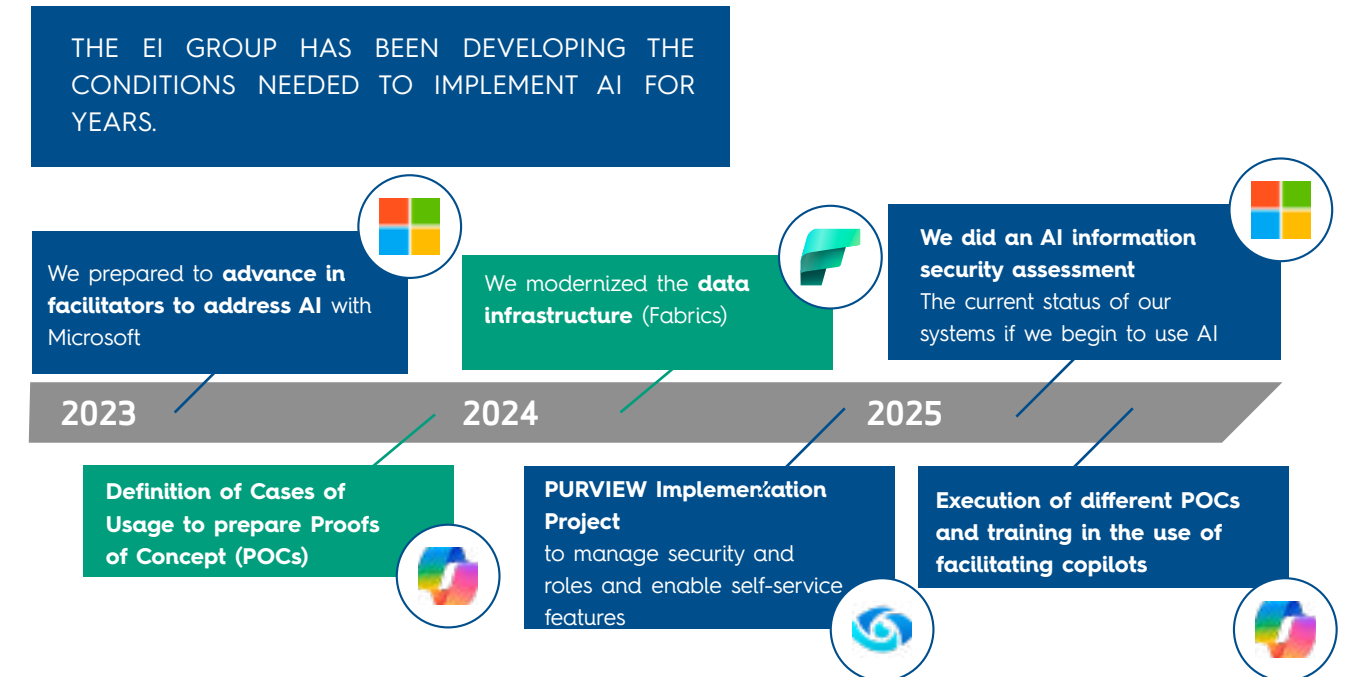 THE EI GROUP HAS BEEN DEVELOPING THE
CONDITIONS NEEDED TO IMPLEMENT AI FOR
YEARS.
We prepared to advance in
facilitators to address AI with
Microsoft
We modernized the data
infrastructure (Fabrics)
We did an AI information
security assessment
The current status of our
systems if we begin to use AI
2023
2024
2025
Definition of Cases of
Usage to prepare Proofs
of Concept (POCs)
PURVIEW Implementation
Project
to manage security and
roles and enable self-service
features
Execution of different POCs
and training in the use of
facilitating copilots